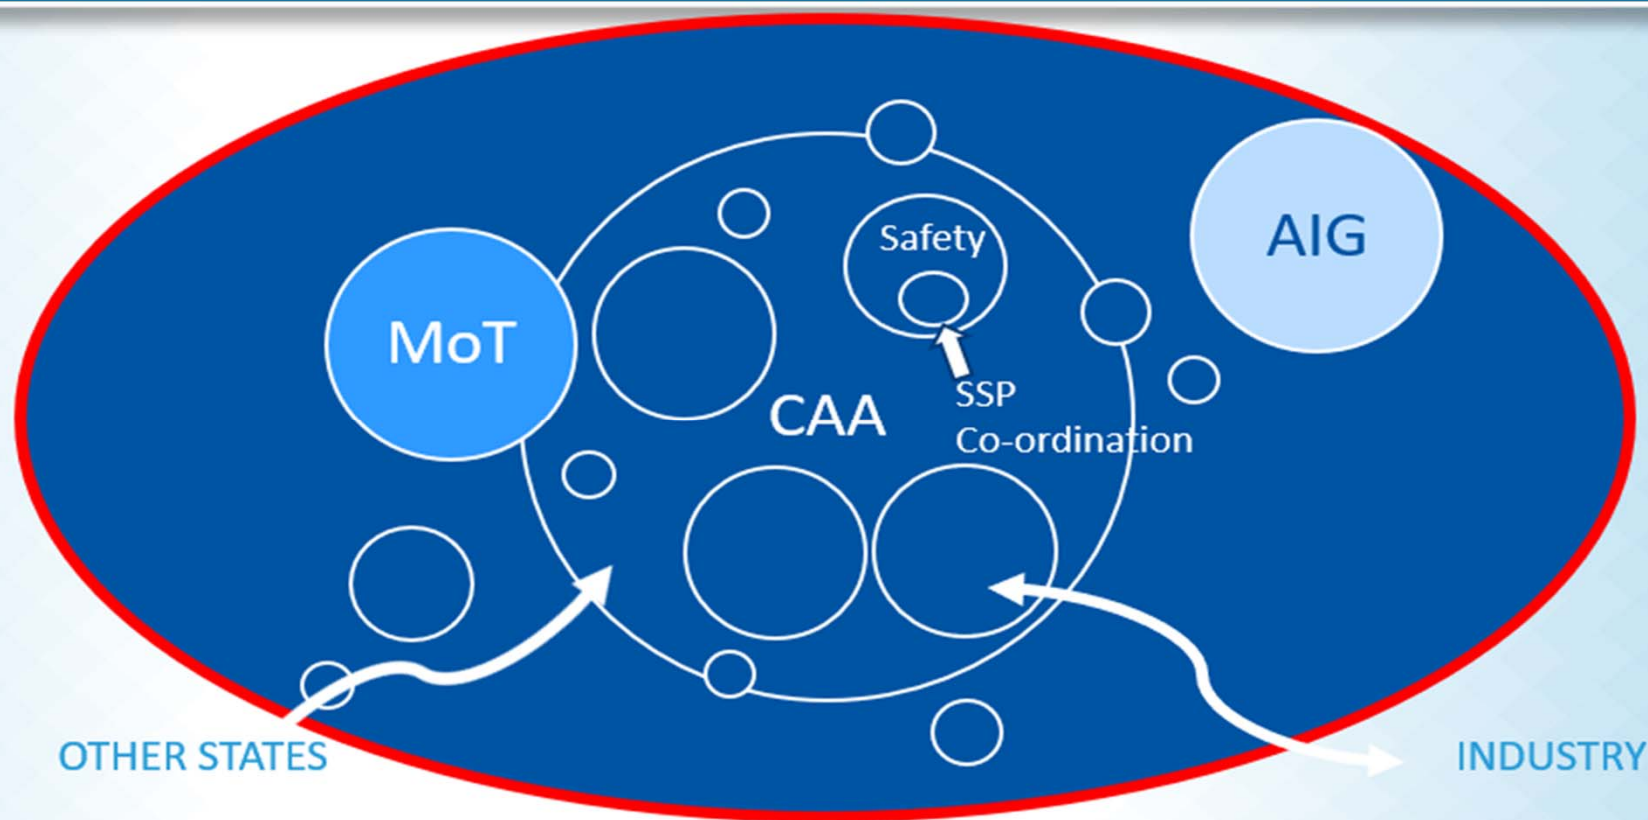 Safety
AIG
MoT
SSP
CAA
Co-ordination
OTHER STATES
INDUSTRY